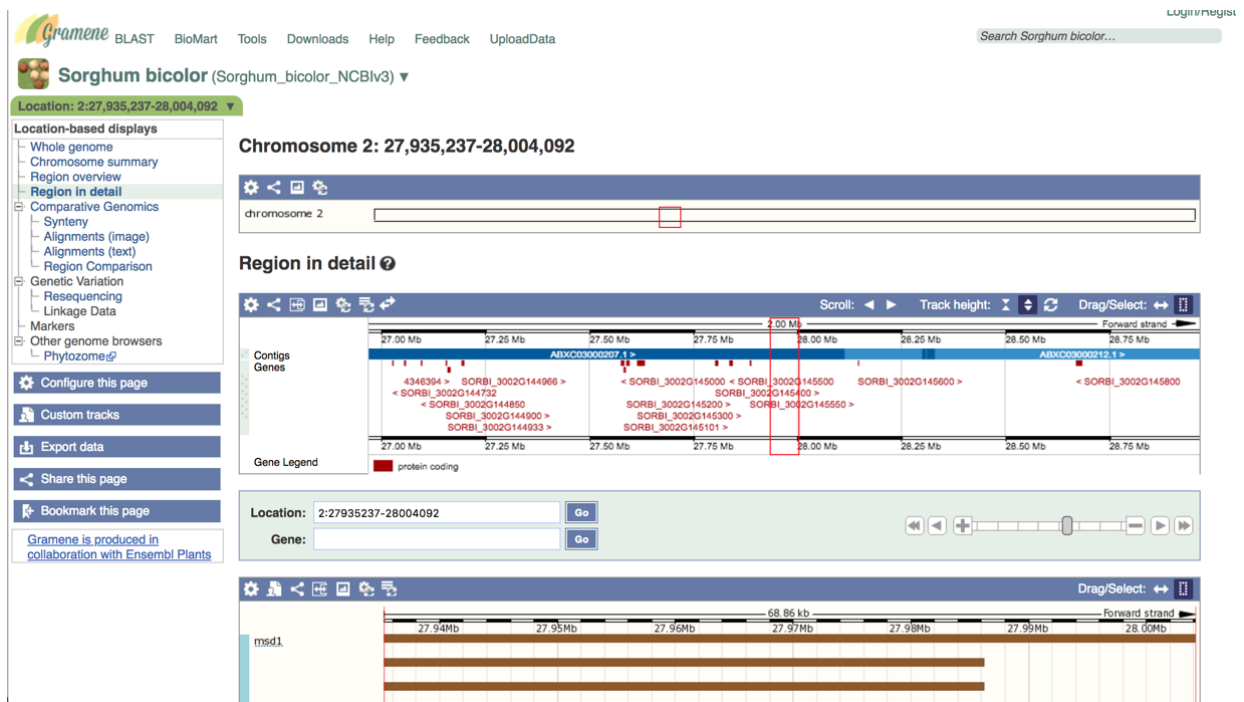 Login/Regist
Gramene BLAST BioMart Tools Downloads Help Feedback UploadData
Search Sorghum bicolor...
Sorghum bicolor (Sorghum_bicolor_NCBIv3) ▼
Location: 2:27,935,237-28,004,092 ▼
Location-based displays
Whole genome
Chromosome summary
Region overview
Region in detail
Comparative Genomics
Synteny
Alignments (image)
Alignments (text)
Region Comparison
Genetic Variation
Resequencing
Linkage Data
Markers
Other genome browsers
Phytozome
Configure this page
Custom tracks
Export data
Share this page
Bookmark this page
Gramene is produced in
collaboration with Ensembl Plants
Chromosome 2: 27,935,237-28,004,092
chromosome 2
Region in detail
Scroll: Track height: Drag/Select:
2.00 Mb Forward strand
27.00 Mb 27.25 Mb 27.50 Mb 27.75 Mb 28.00 Mb 28.25 Mb 28.50 Mb 28.75 Mb
Contigs ABXC03000207.1 > ABXC03000212.1 >
Genes
4346394 > SORBI_3002G144966 > < SORBI_3002G145000 < SORBI_3002G145500 SORBI_3002G145600 > < SORBI_3002G145800
< SORBI_3002G144732 SORBI_3002G145400 >
< SORBI_3002G144850 SORBI_3002G145200 > SORBI_3002G145550 >
SORBI_3002G144900 > SORBI_3002G145300 >
SORBI_3002G144933 > SORBI_3002G145101 >
27.00 Mb 27.25 Mb 27.50 Mb 27.75 Mb 28.00 Mb 28.25 Mb 28.50 Mb 28.75 Mb
Gene Legend protein coding
Location: 2:27935237-28004092 Go
Gene: Go
Drag/Select:
68.86 kb Forward strand
27.94Mb 27.95Mb 27.96Mb 27.97Mb 27.98Mb 27.99Mb 28.00Mb
msd1